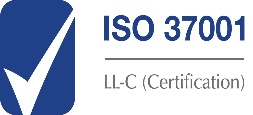 ISO 37001
LL-C (Certification)